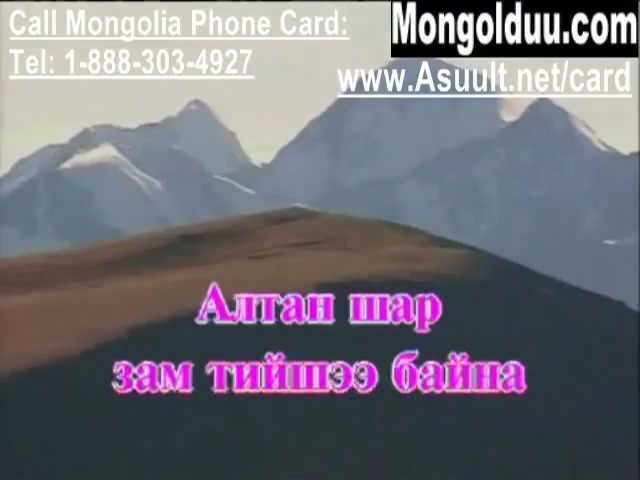 Call Mongolia Phone Card:
Mongolduu.com
Tel: 1-888-303-4927
www.Asuult.net/card
Алтан шар
зам тийшээ байна